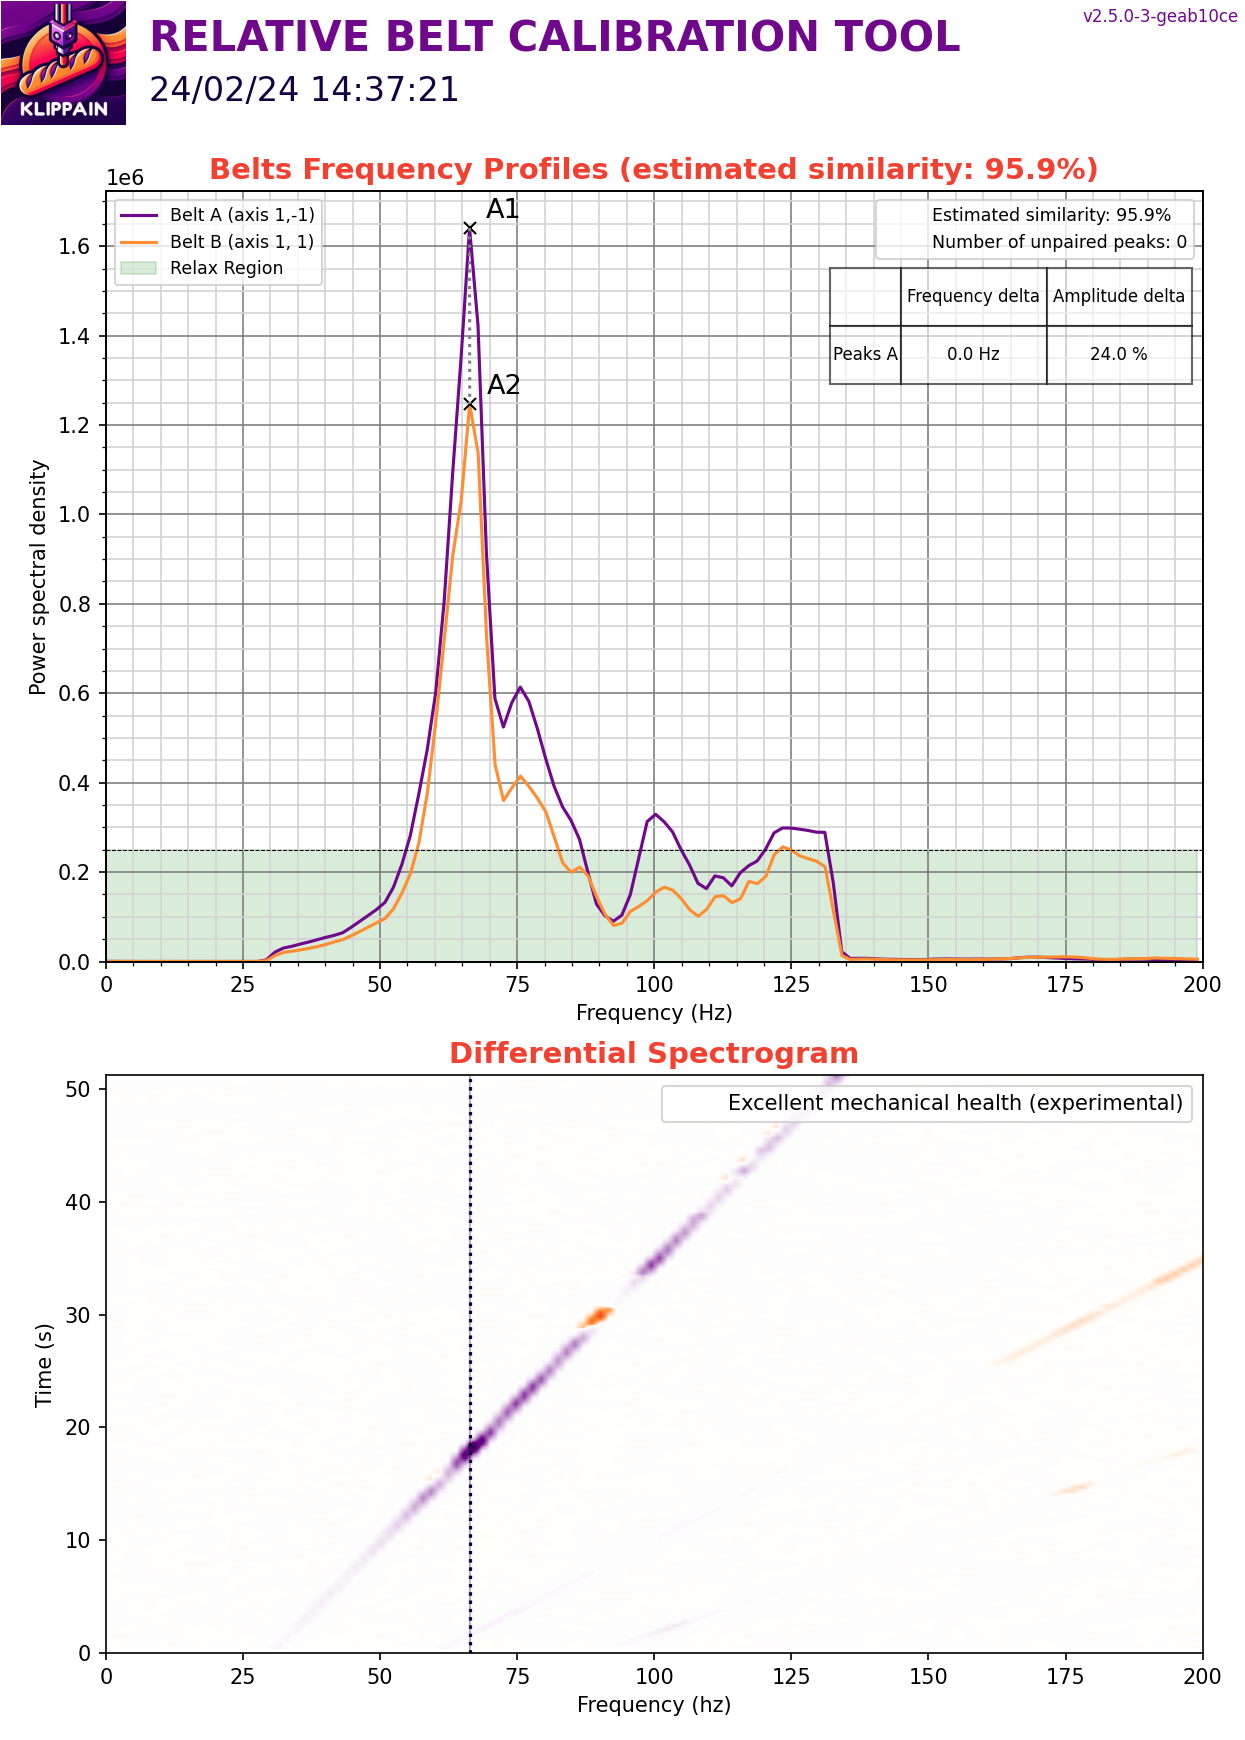 v2.5.0-3-geab10ce
RELATIVE BELT CALIBRATION TOOL
24/02/24 14:37:21
KLIPPAIN
Belts Frequency Profiles (estimated similarity: 95.9%)
1e6
Belt A (axis 1,-1)
Belt B (axis 1, 1)
Relax Region
A1
A2
Estimated similarity: 95.9%
Number of unpaired peaks: 0
Frequency delta Amplitude delta
Peaks A 0.0 Hz 24.0 %
Power spectral density
1.6
1.4
1.2
1.0
0.8
0.6
0.4
0.2
0.0
0 25 50 75 100 125 150 175 200
Frequency (Hz)
Differential Spectrogram
Excellent mechanical health (experimental)
Time (s)
50
40
30
20
10
0
0 25 50 75 100 125 150 175 200
Frequency (hz)